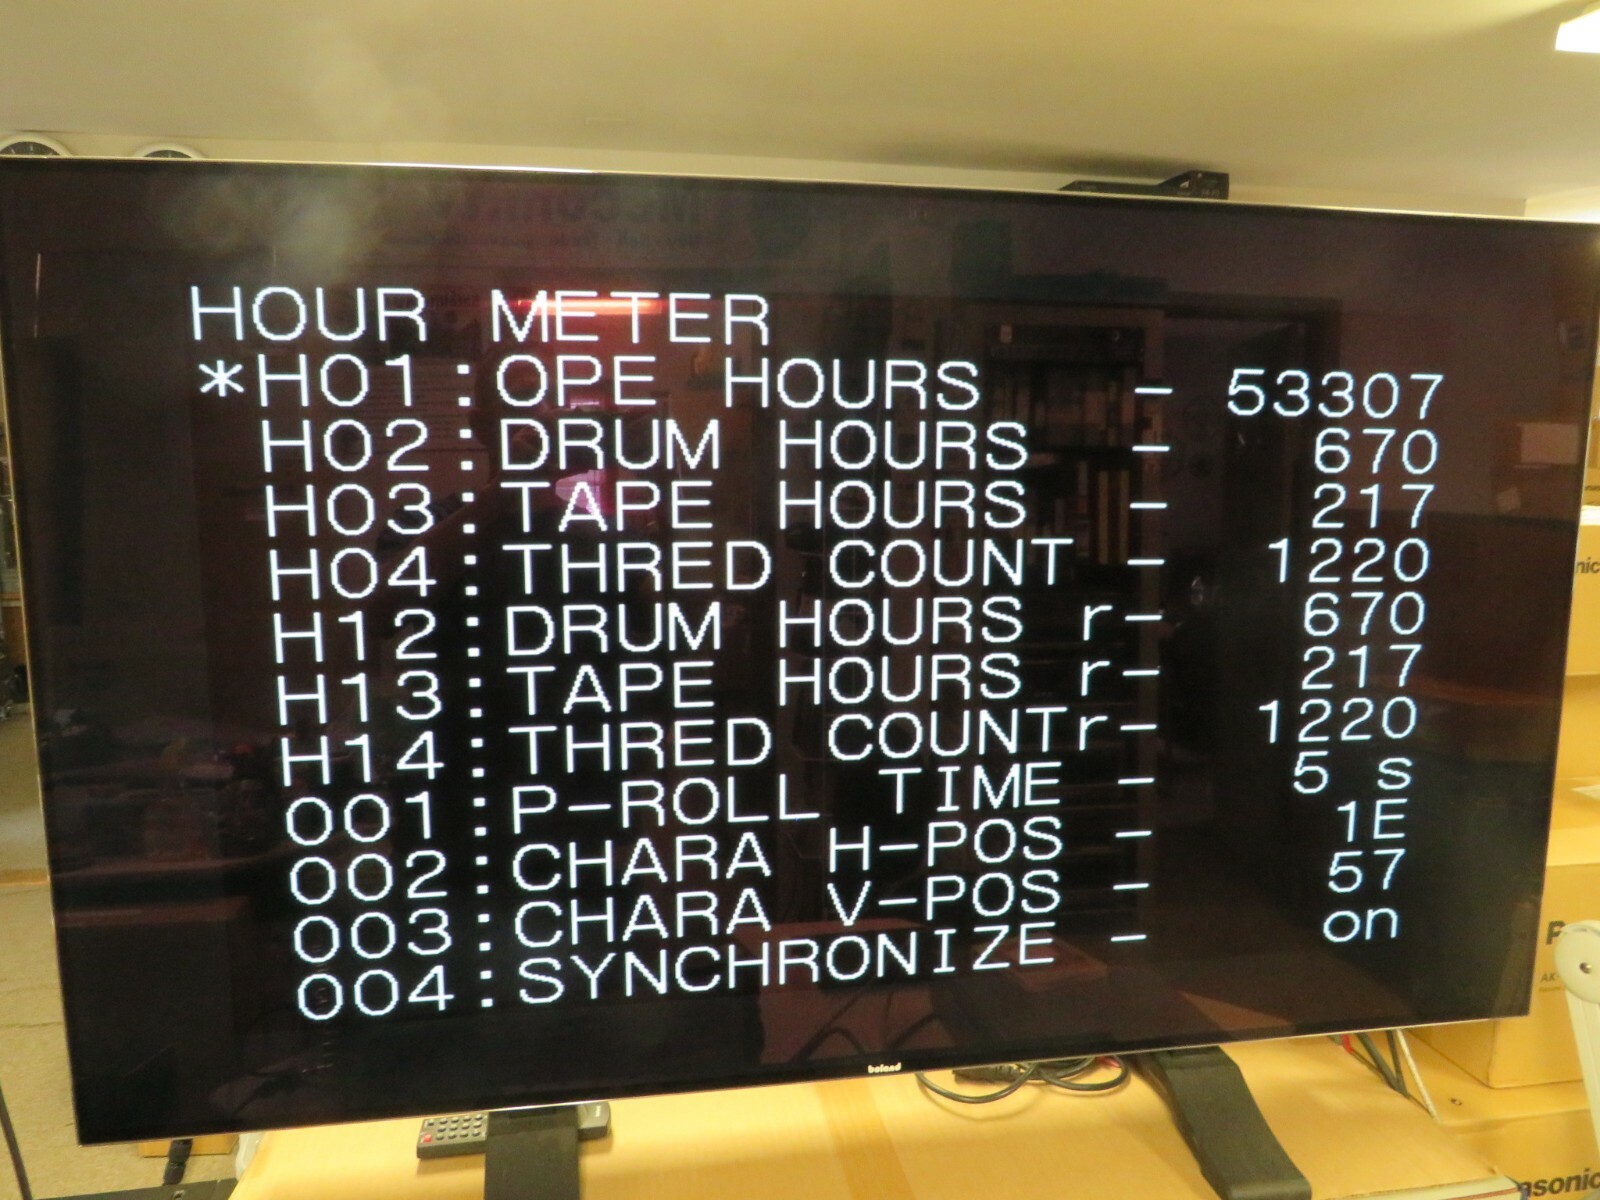 HOUR METER
*H01:OPE HOURS - 53307
H02:DRUM HOURS - 670
H03:TAPE HOURS - 217
H04:THRED COUNT - 1220
H12:DRUM HOURS r- 670
H13:TAPE HOURS r- 217
H14:THRED COUNTr- 1220
001:P-ROLL TIME - 5 s
002:CHARA H-POS - 1E
003:CHARA V-POS - 57
004:SYNCHRONIZE - on
boland